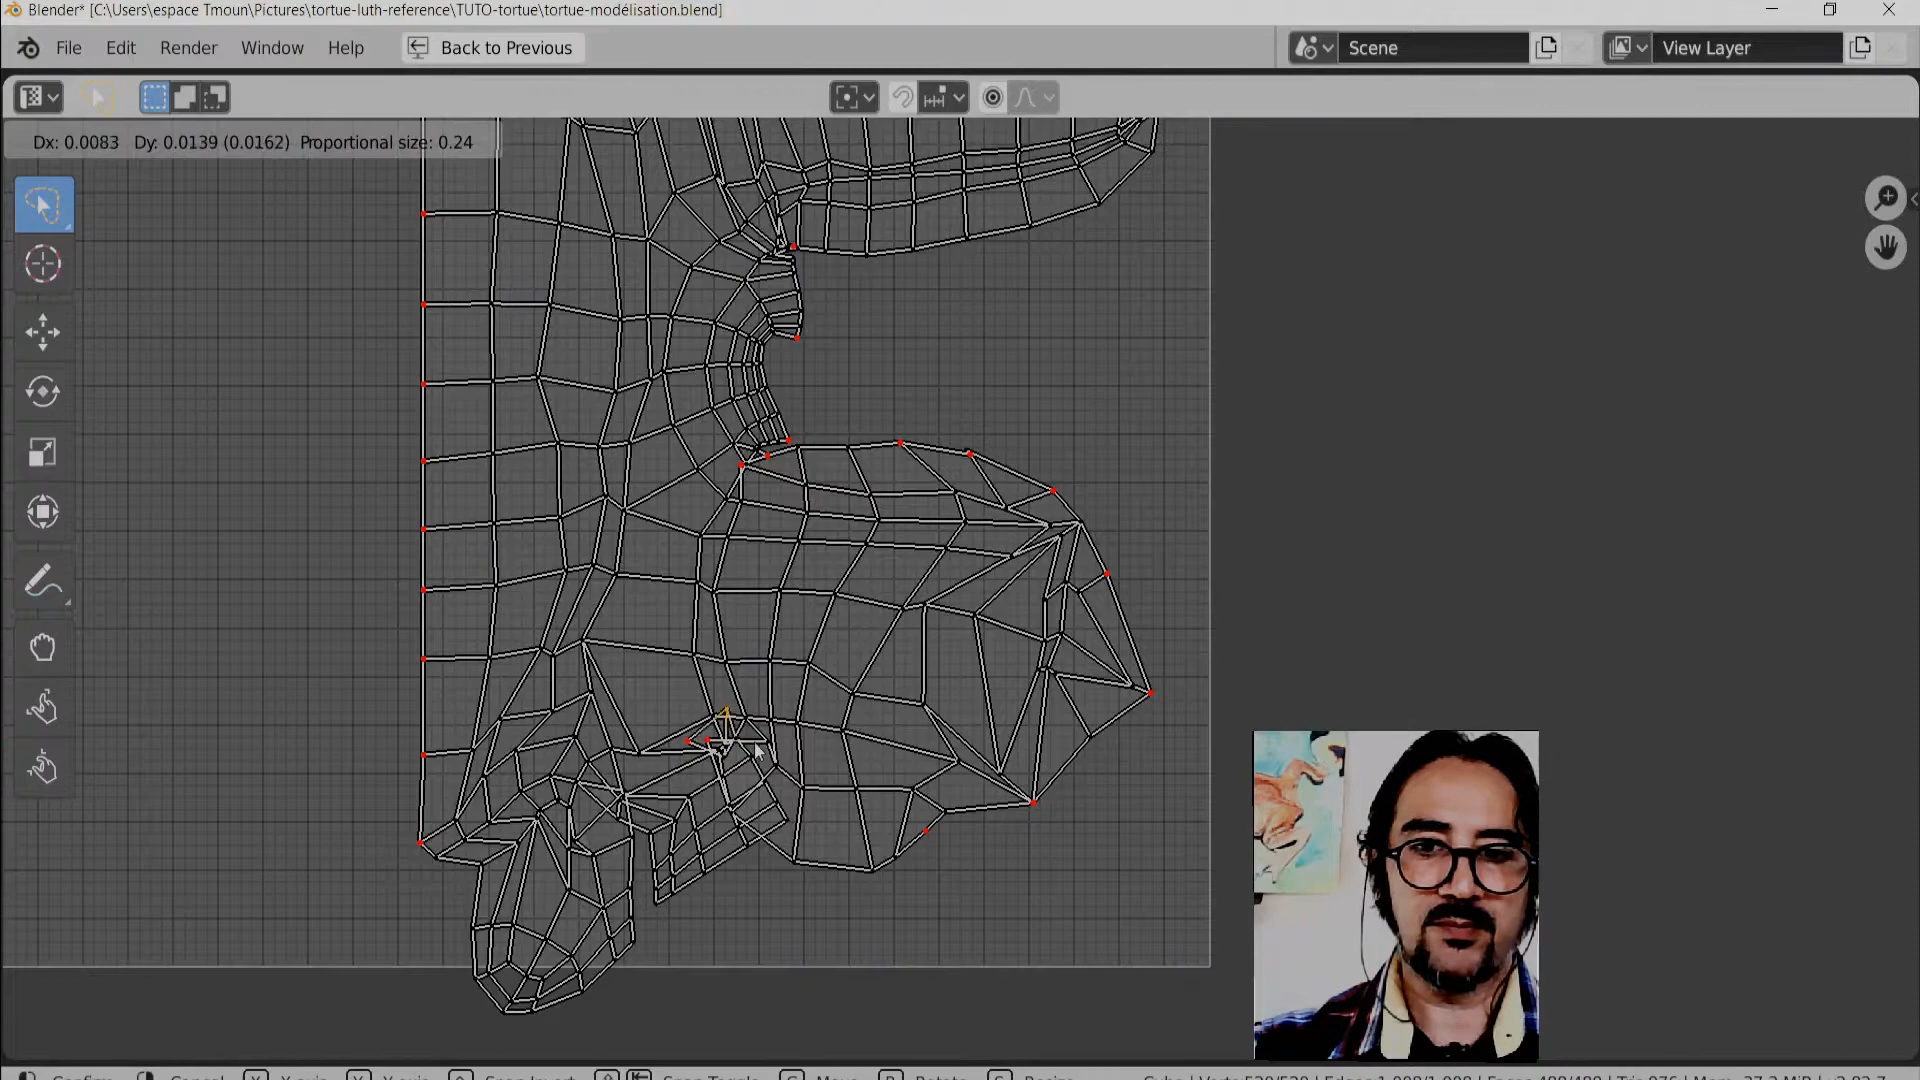 Blender* [C:\Users\espace Tmoun\Pictures\tortue-luth-reference\TUTO-tortue\tortue-modélisation.blend]
File Edit Render Window Help Back to Previous Scene View Layer
Dx: 0.0083 Dy: 0.0139 (0.0162) Proportional size: 0.24